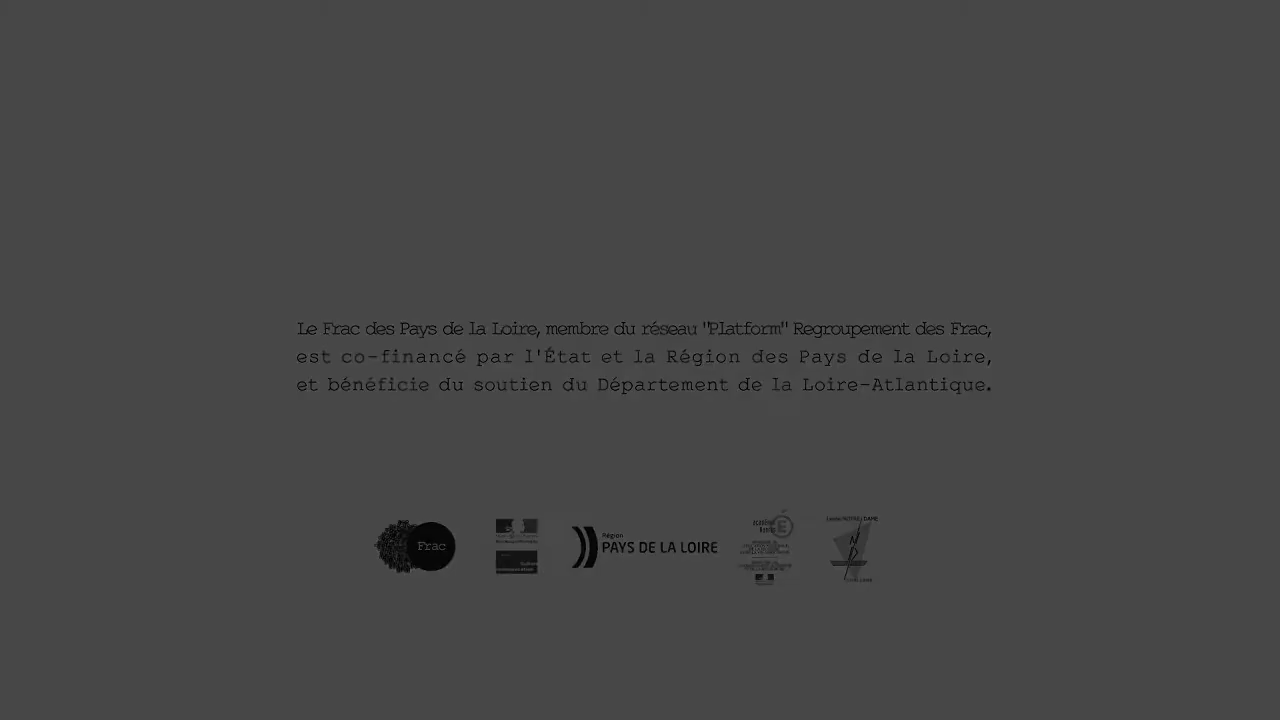 Le Frac des Pays de la Loire, membre du réseau "Platform" Regroupement des Frac,
est co-financé par l'État et la Région des Pays de la Loire,
et bénéficie du soutien du Département de la Loire-Atlantique.
Frac
Région
PAYS DE LA LOIRE
académie
Nantes
É